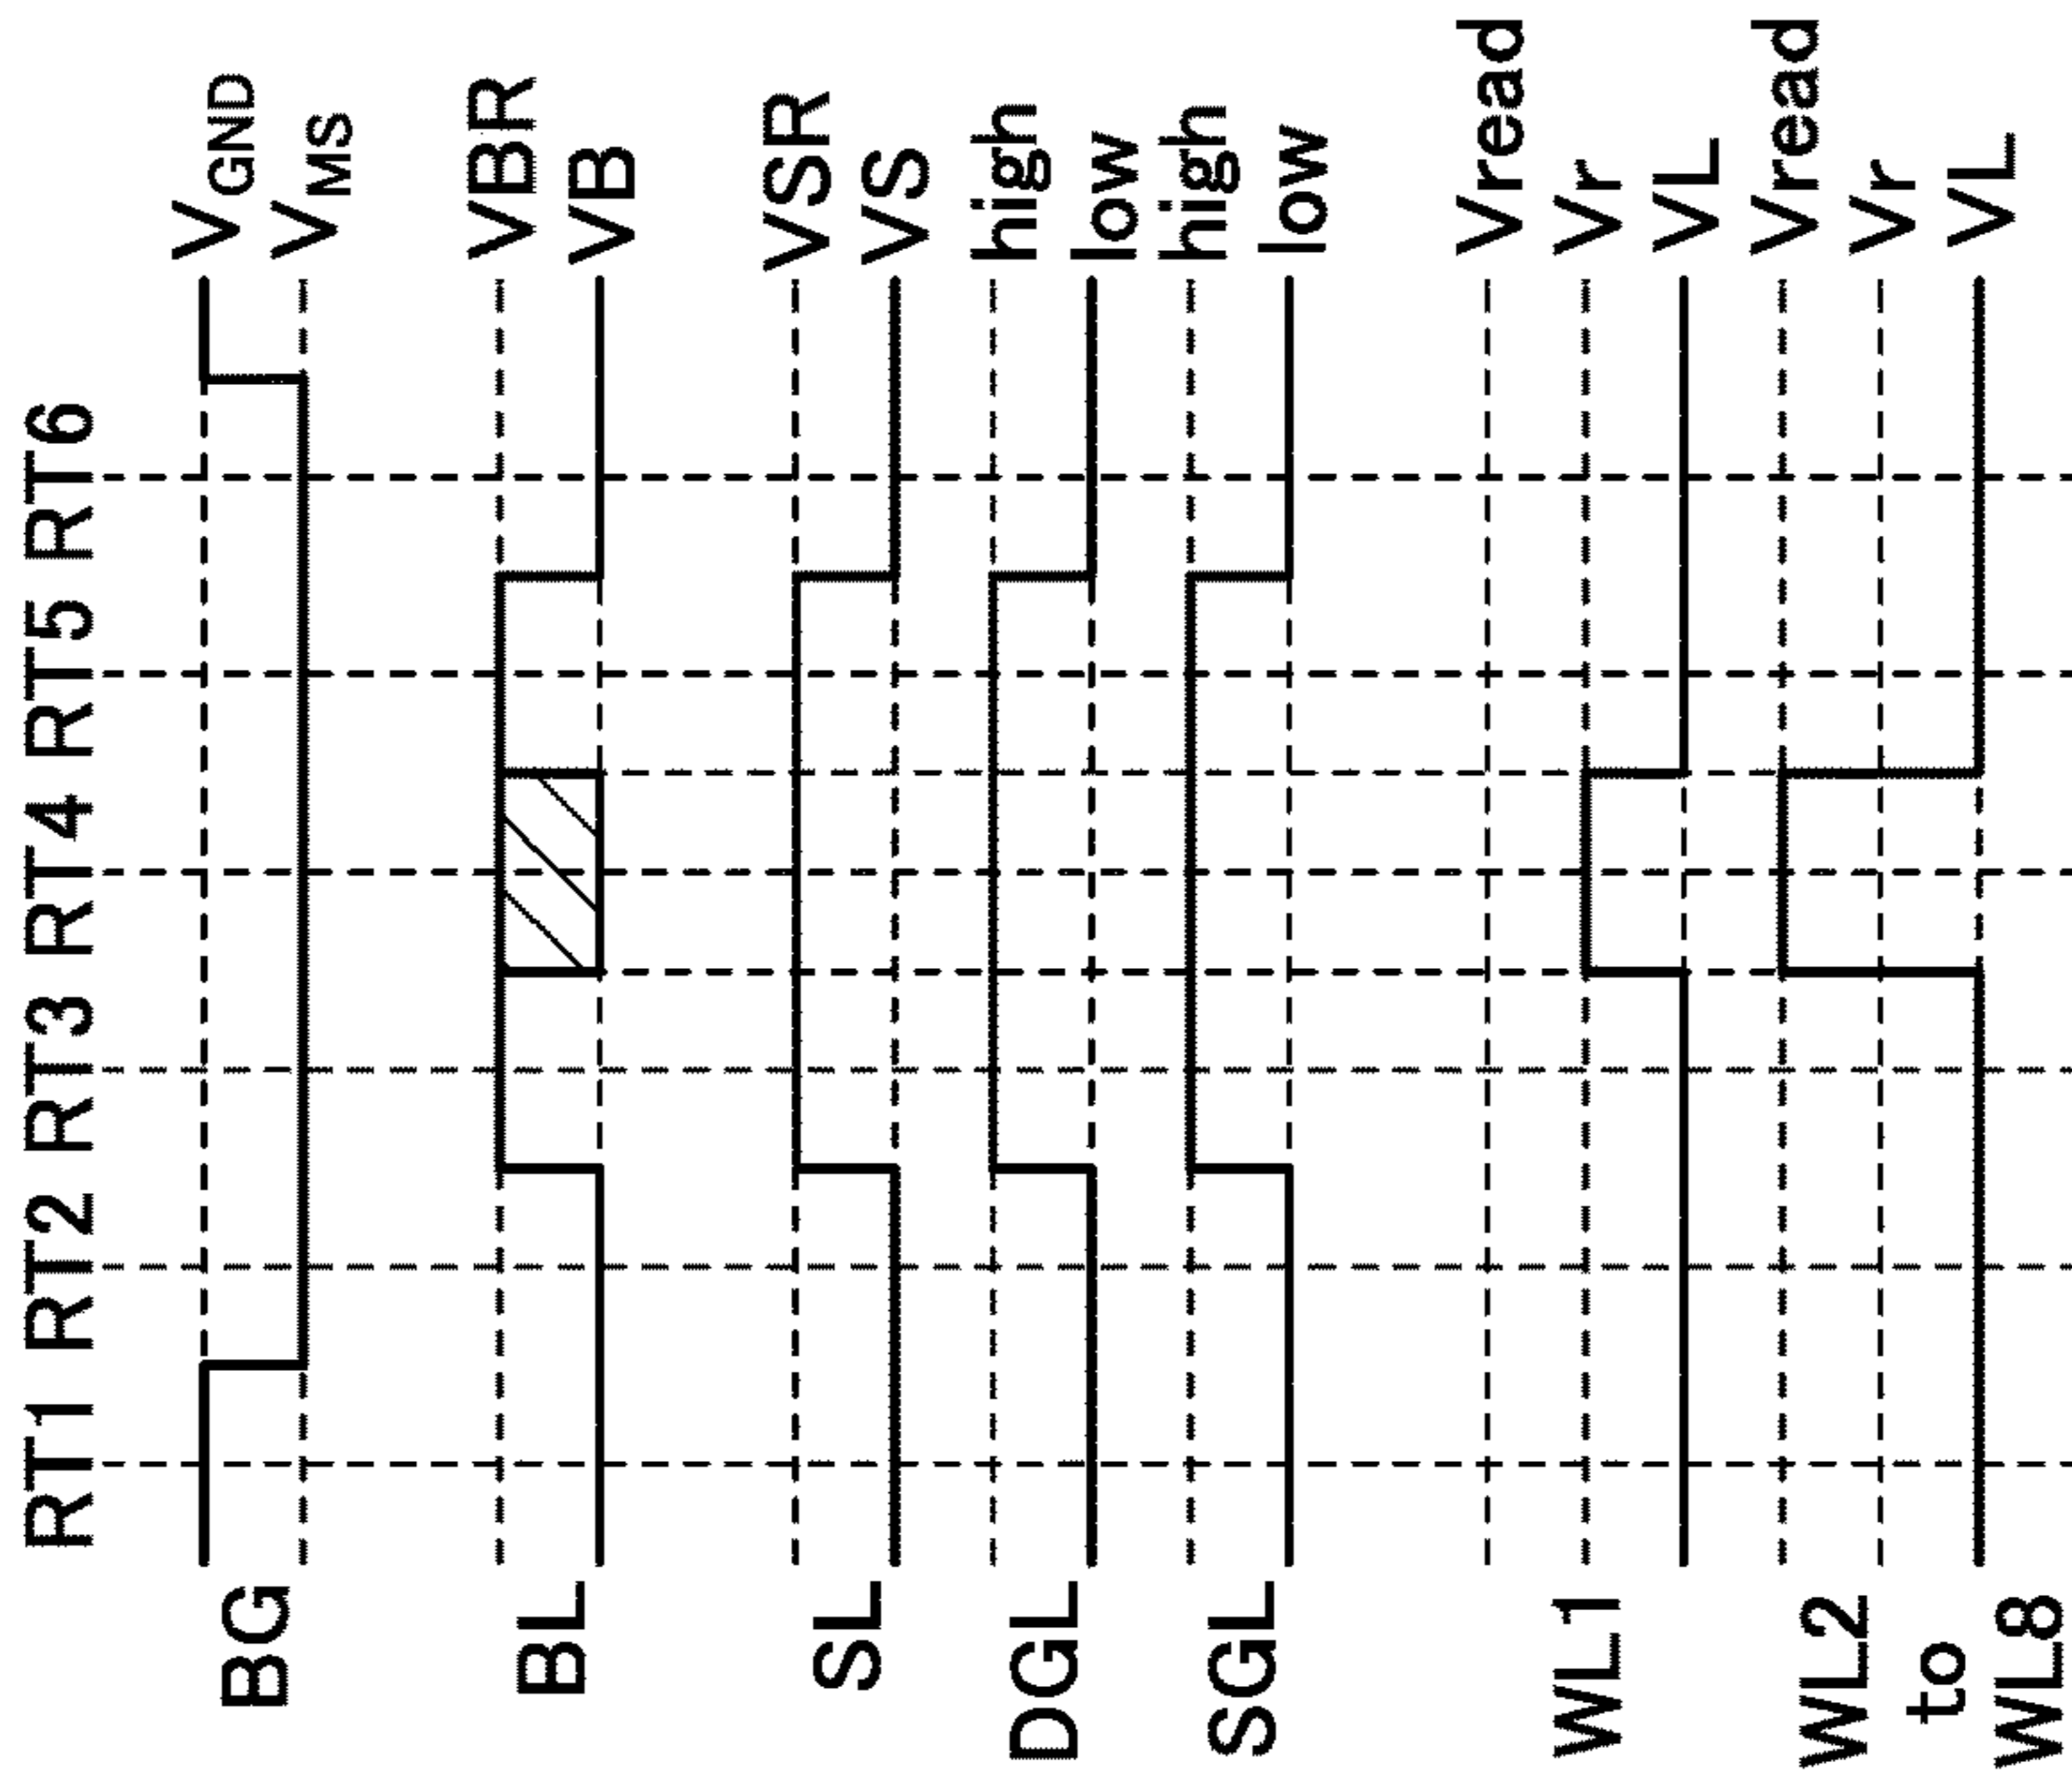 RT1 RT2 RT3 RT4 RT5 RT6
BG VGND
VMS
BL VBR
VB
SL VSR
VS
DGL high
low
SGL high
low
WL1 Vread
Vr
VL
WL2 Vread
to Vr
WL8 VL